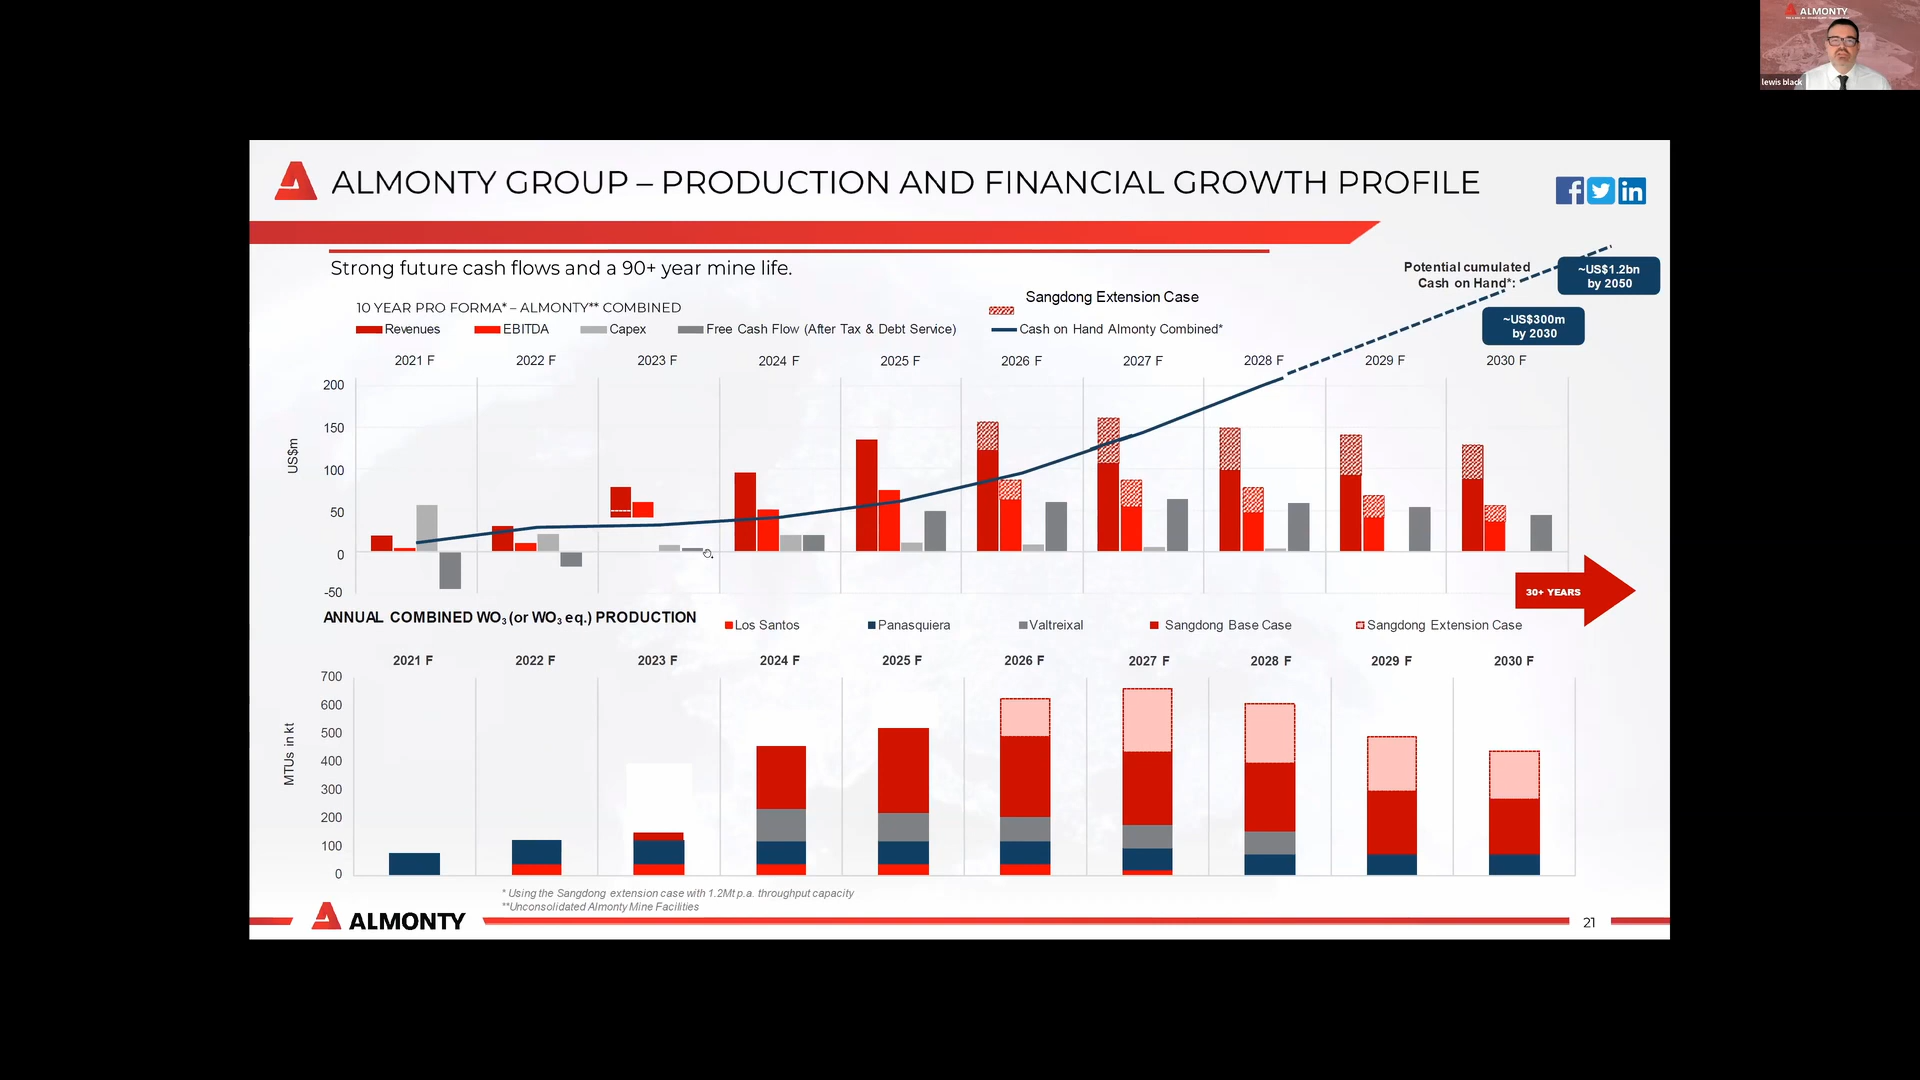 ALMONTY
lewis black
ALMONTY GROUP – PRODUCTION AND FINANCIAL GROWTH PROFILE
Strong future cash flows and a 90+ year mine life.
Potential cumulated
Cash on Hand*:
~US$1.2bn
by 2050
~US$300m
by 2030
10 YEAR PRO FORMA* – ALMONTY** COMBINED
Sangdong Extension Case
Revenues EBITDA Capex Free Cash Flow (After Tax & Debt Service) Cash on Hand Almonty Combined*
2021 F 2022 F 2023 F 2024 F 2025 F 2026 F 2027 F 2028 F 2029 F 2030 F
US$m
200
150
100
50
0
-50
30+ YEARS
ANNUAL COMBINED WO3 (or WO3 eq.) PRODUCTION
Los Santos Panasquiera Valtreixal Sangdong Base Case Sangdong Extension Case
2021 F 2022 F 2023 F 2024 F 2025 F 2026 F 2027 F 2028 F 2029 F 2030 F
MTUs in kt
700
600
500
400
300
200
100
0
* Using the Sangdong extension case with 1.2Mt p.a. throughput capacity
**Unconsolidated Almonty Mine Facilities
ALMONTY
21